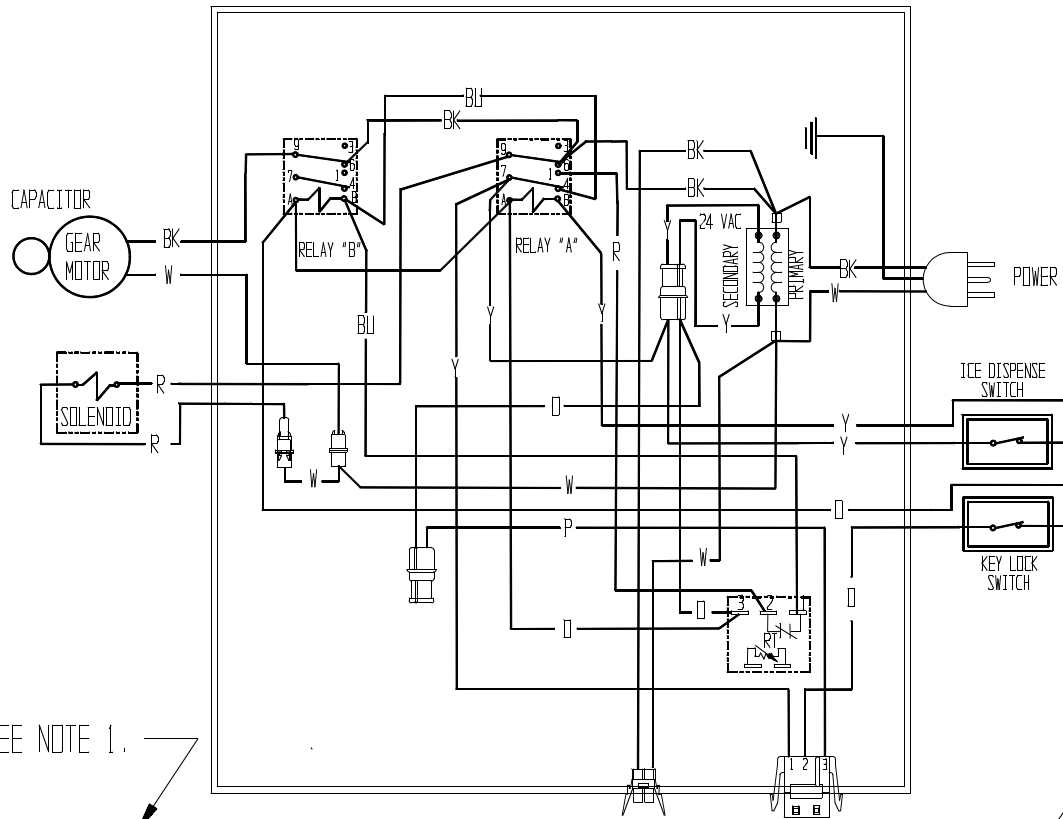 BU
BK
BK
BK
9
3
6
1
7
4
A
B
9
3
6
1
7
4
A
B
CAPACITOR
GEAR
MOTOR
BK
W
RELAY "B"
RELAY "A"
R
Y
24 VAC
SECONDARY
PRIMARY
BK
W
POWER
BU
Y
Y
Y
ICE DISPENSE
SWITCH
SOLENOID
R
R
O
Y
Y
W
W
O
P
KEY LOCK
SWITCH
W
O
O
O
3 2 1
RT
EE NOTE 1.
1 2 3